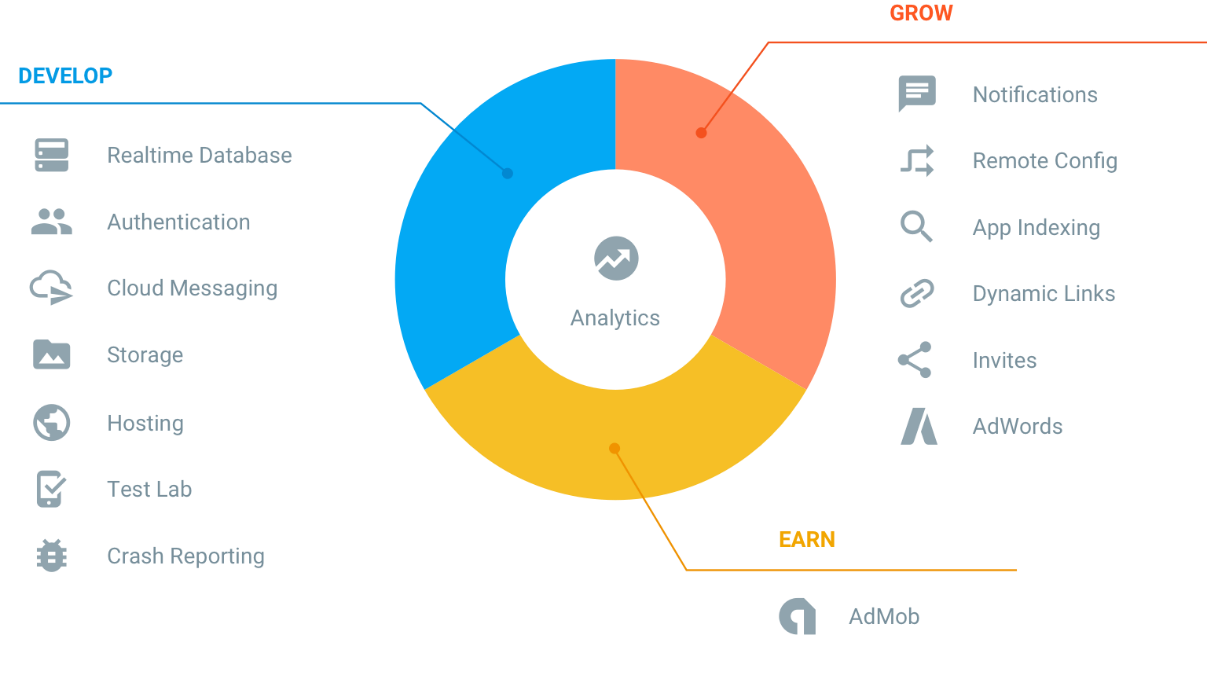 GROW
DEVELOP
Realtime Database
Authentication
Cloud Messaging
Storage
Hosting
Test Lab
Crash Reporting
Analytics
Notifications
Remote Config
App Indexing
Dynamic Links
Invites
AdWords
EARN
AdMob